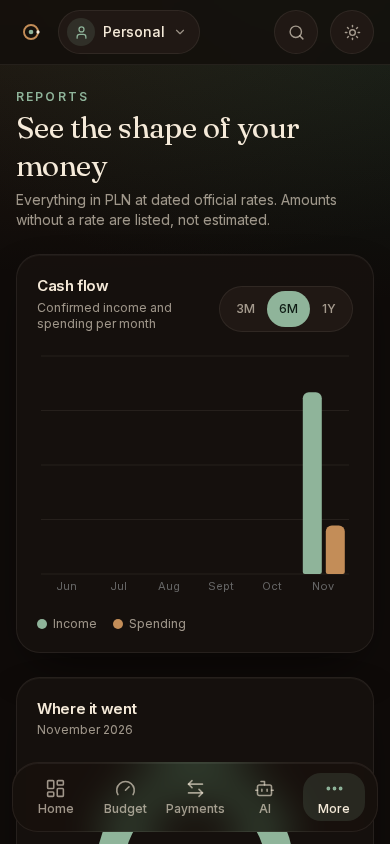 Personal
REPORTS
See the shape of your
money
Everything in PLN at dated official rates. Amounts
without a rate are listed, not estimated.
Cash flow
Confirmed income and
spending per month
3M 6M 1Y
Jun Jul Aug Sept Oct Nov
Income Spending
Where it went
November 2026
Home Budget Payments AI More